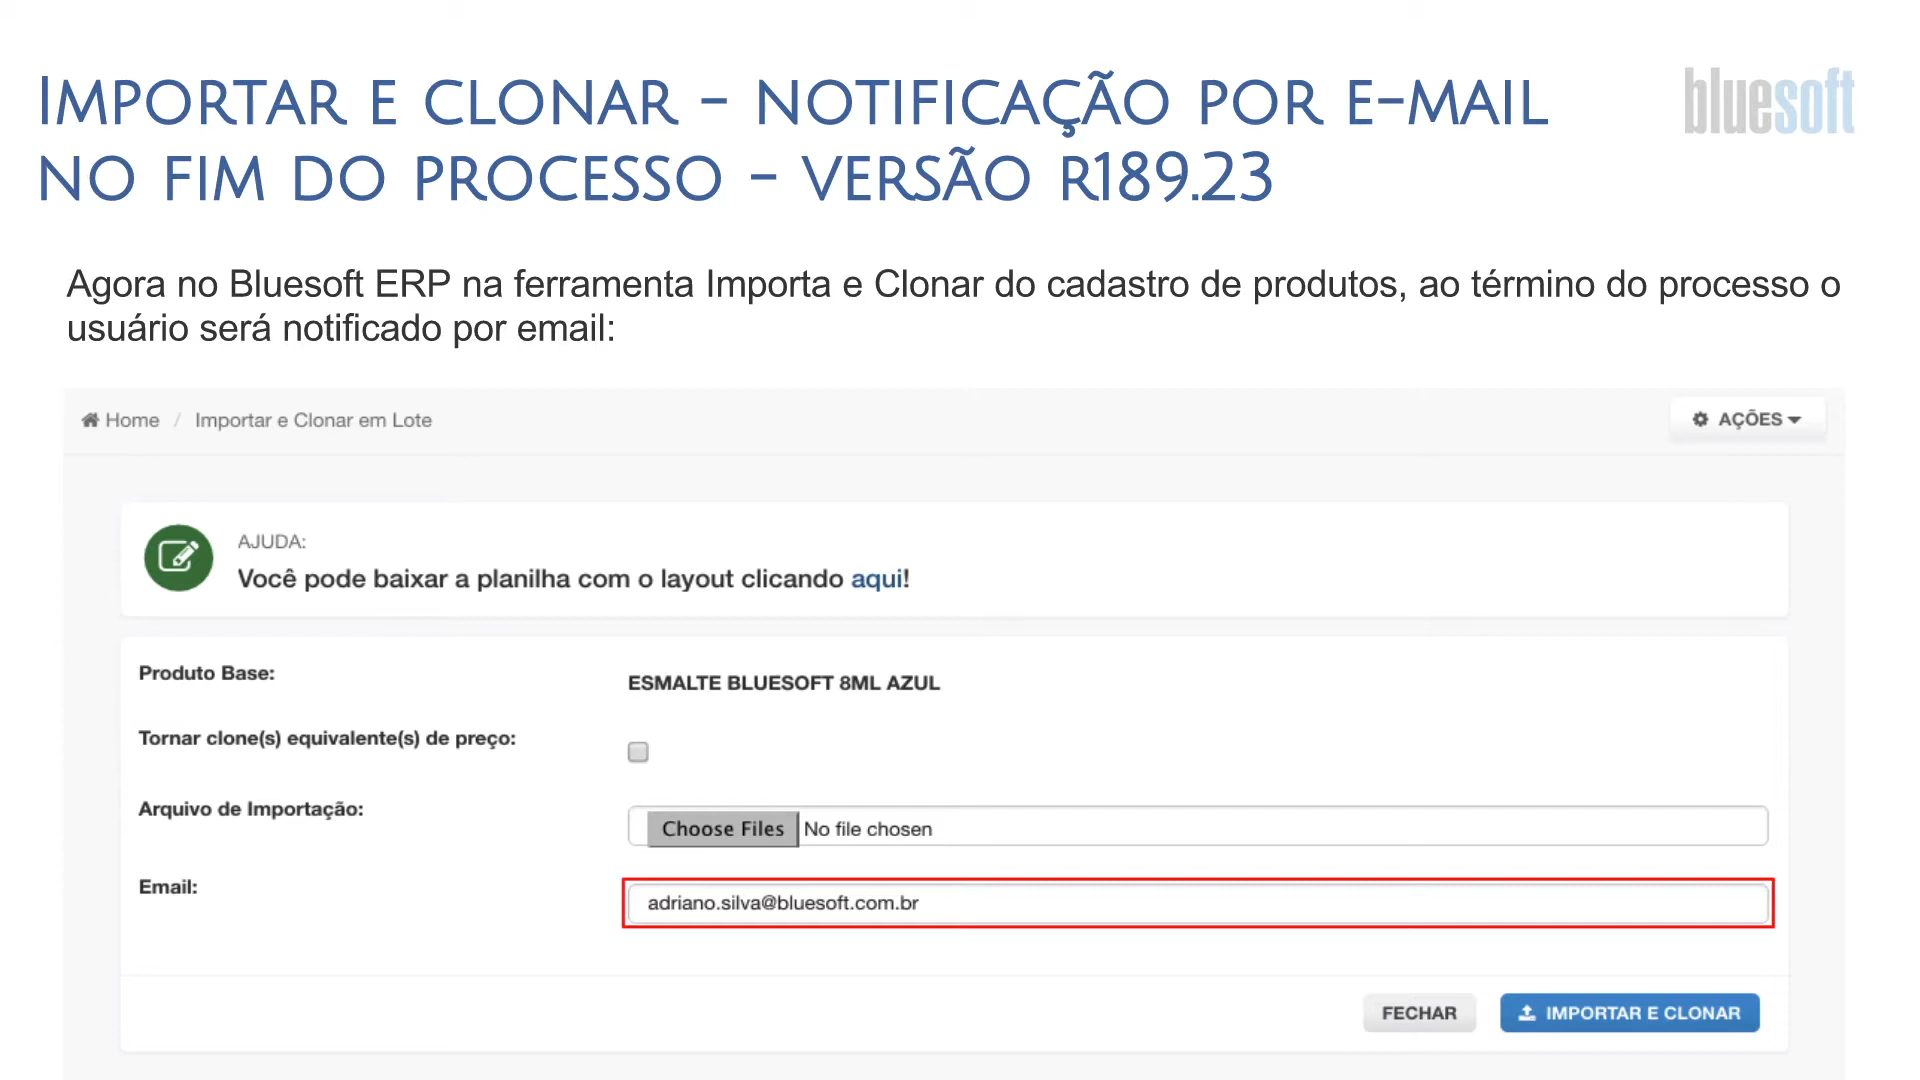 Importar e clonar - notificação por e-mail
no fim do processo - versão r189.23
bluesoft
Agora no Bluesoft ERP na ferramenta Importa e Clonar do cadastro de produtos, ao término do processo o
usuário será notificado por email:
Home / Importar e Clonar em Lote
AÇÕES
AJUDA:
Você pode baixar a planilha com o layout clicando aqui!
Produto Base:
ESMALTE BLUESOFT 8ML AZUL
Tornar clone(s) equivalente(s) de preço:
Arquivo de Importação:
Choose Files No file chosen
Email:
adriano.silva@bluesoft.com.br
FECHAR
IMPORTAR E CLONAR